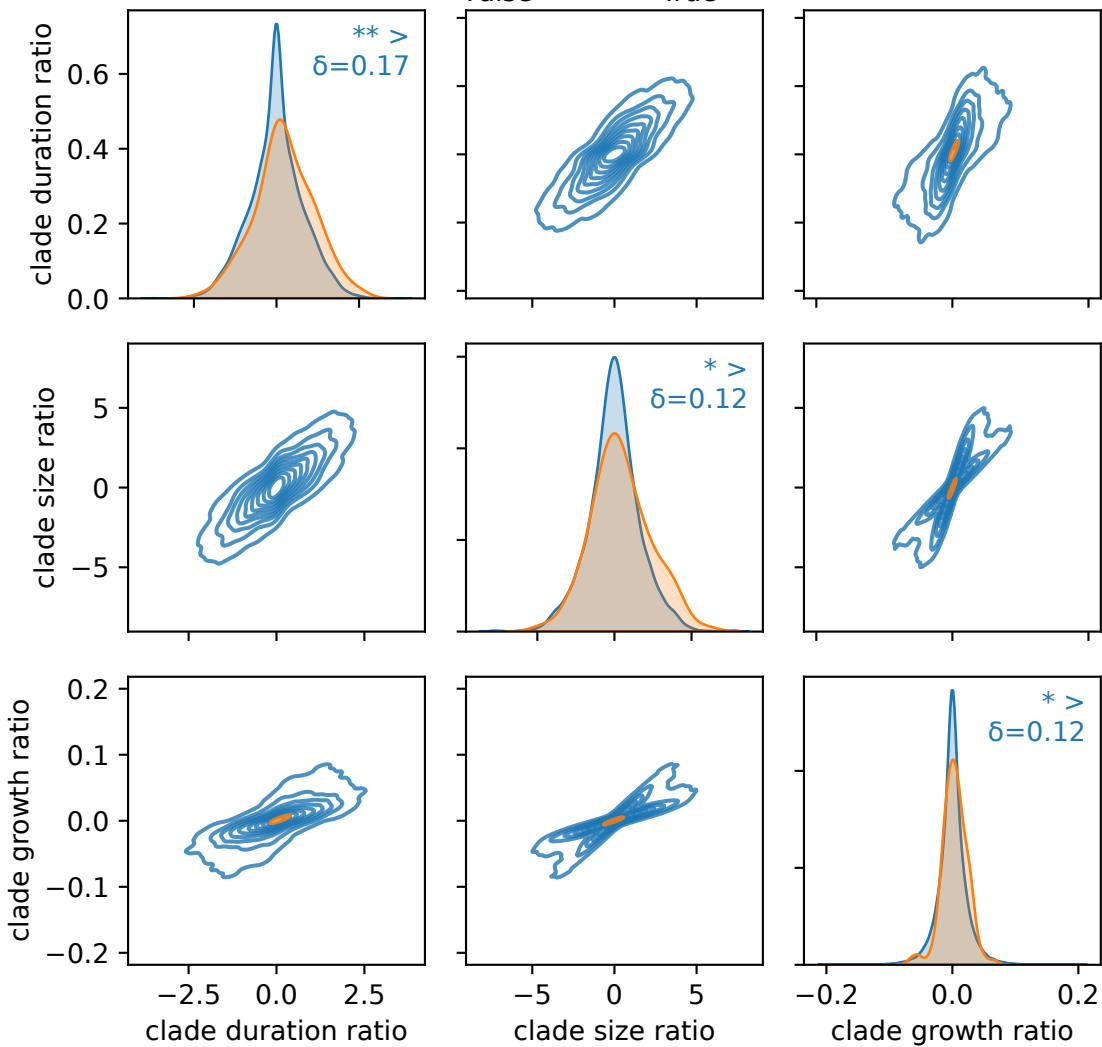 clade duration ratio
0.6
0.4
0.2
0.0
** >
δ=0.17
clade size ratio
5
0
−5
* >
δ=0.12
clade growth ratio
0.2
0.1
0.0
−0.1
−0.2
* >
δ=0.12
−2.5 0.0 2.5
clade duration ratio
−5 0 5
clade size ratio
−0.2 0.0 0.2
clade growth ratio